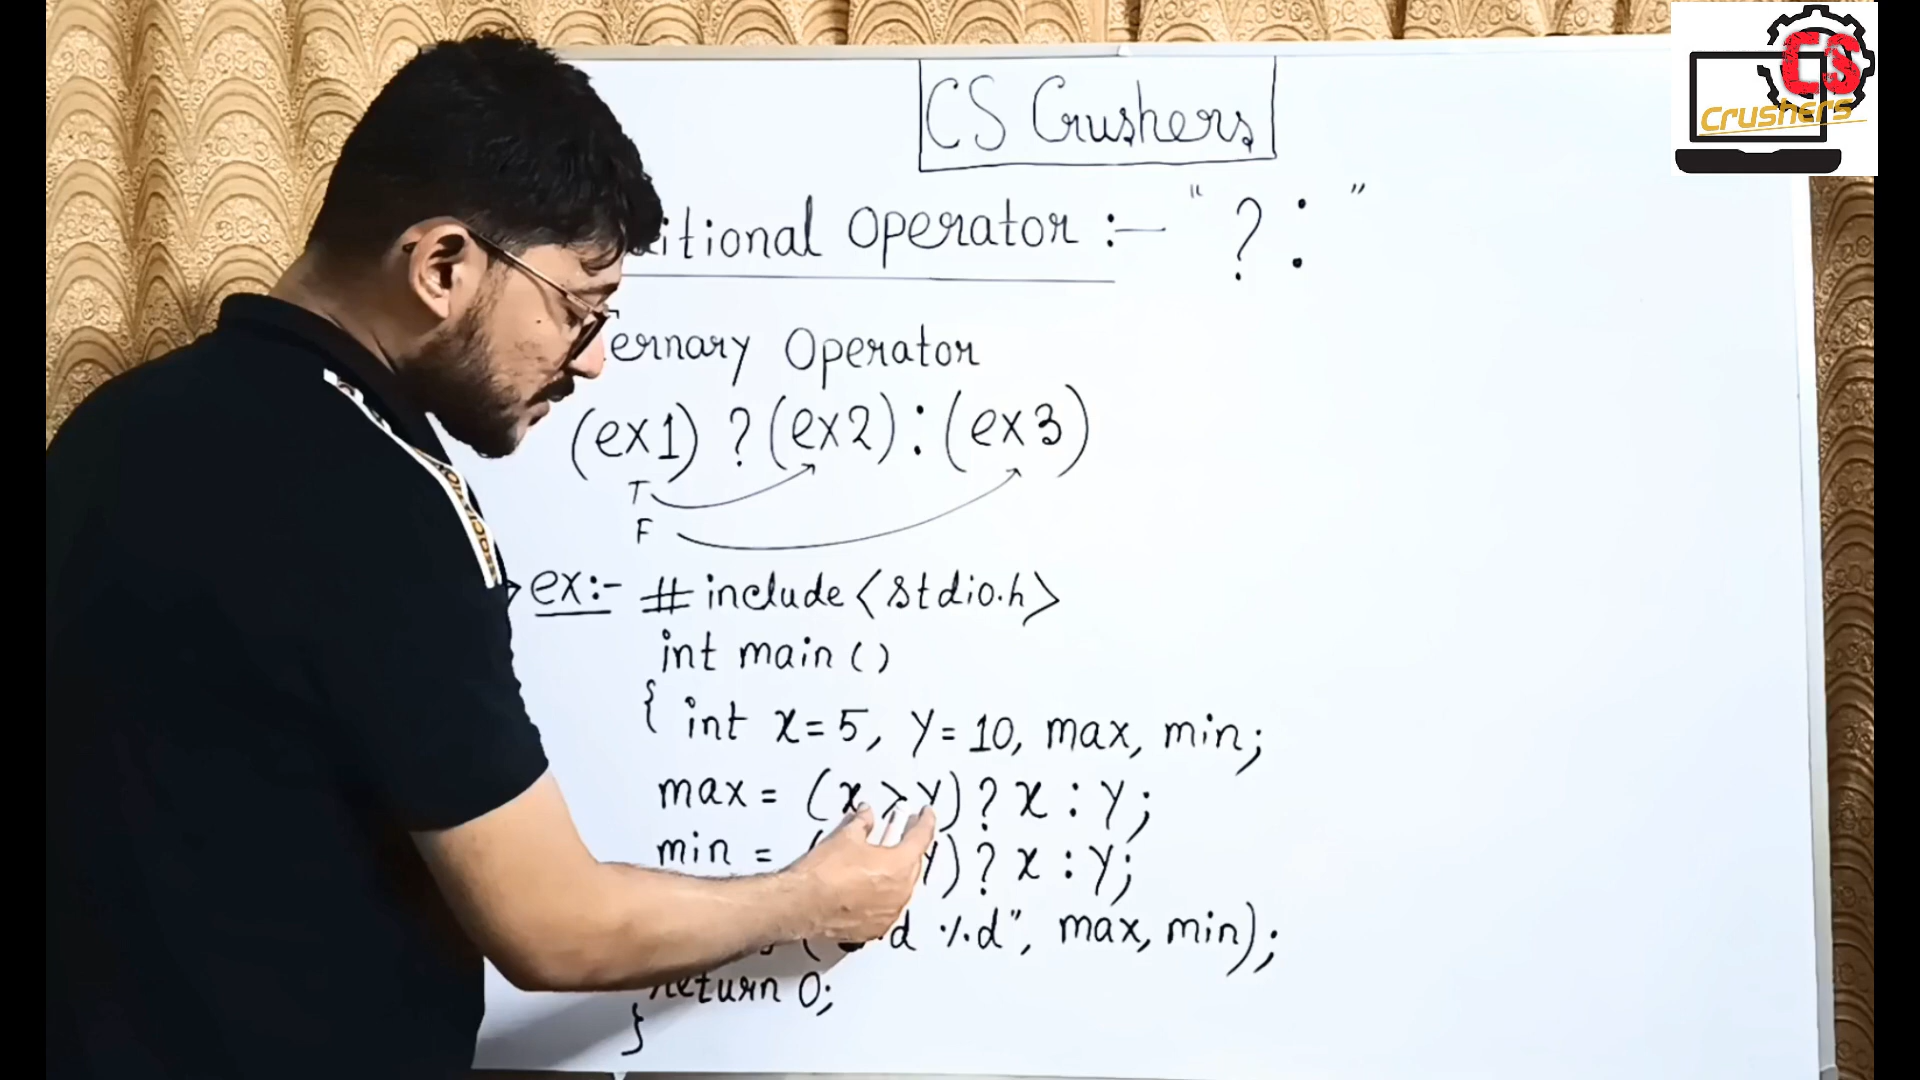 CS Crushers
CS
Crushers
itional Operator :- " ? : "
ernary Operator
(ex1) ? (ex2) : (ex3)
T
F
ex:- #include <stdio.h>
int main ()
{ int x=5, y=10, max, min;
max = (x>y) ? x : y;
min = y) ? x : y;
d %d", max, min);
return 0;
}